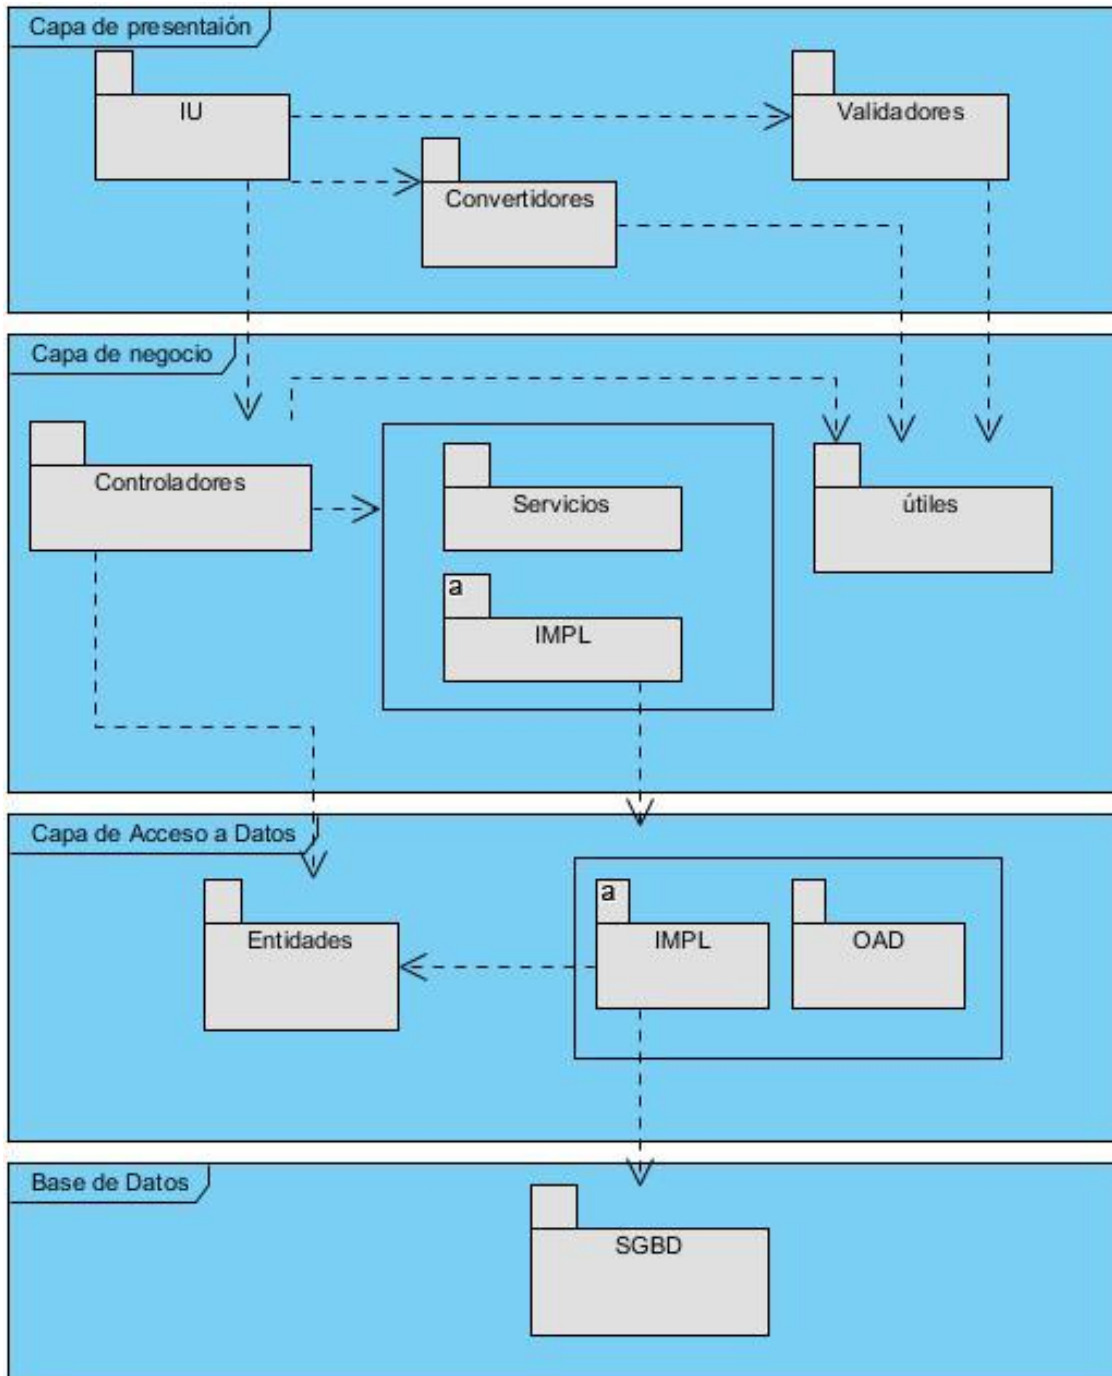 Capa de presentaión
IU
Validadores
Convertidores
Capa de negocio
Controladores
Servicios
útiles
a
IMPL
Capa de Acceso a Datos
a
Entidades
IMPL
OAD
Base de Datos
SGBD